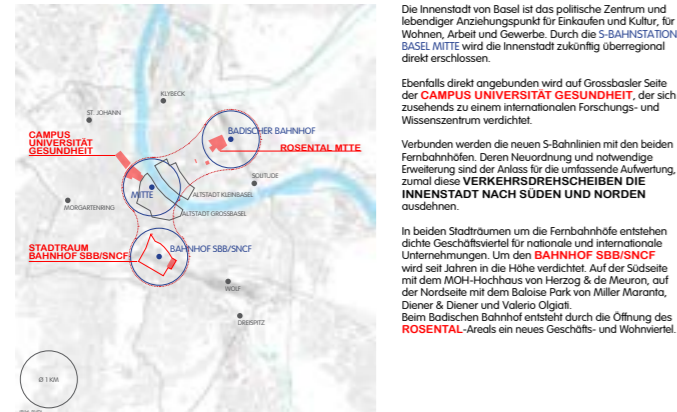 KLYBECK
ST. JOHANN
CAMPUS
UNIVERSITÄT
GESUNDHEIT
BADISCHER BAHNHOF
ROSENTAL MTTE
SOLITUDE
MITTE
ALTSTADT KLEINBASEL
MORGARTENRING
ALTSTADT GROSSBASEL
STADTRAUM
BAHNHOF SBB/SNCF
BAHNHOF SBB/SNCF
WOLF
DREISPITZ
Ø 1 KM
Die Innenstadt von Basel ist das politische Zentrum und
lebendiger Anziehungspunkt für Einkaufen und Kultur, für
Wohnen, Arbeit und Gewerbe. Durch die S-BAHNSTATION
BASEL MITTE wird die Innenstadt zukünftig überregional
direkt erschlossen.
Ebenfalls direkt angebunden wird auf Grossbasler Seite
der CAMPUS UNIVERSITÄT GESUNDHEIT, der sich
zusehends zu einem internationalen Forschungs- und
Wissenszentrum verdichtet.
Verbunden werden die neuen S-Bahnlinien mit den beiden
Fernbahnhöfen. Deren Neuordnung und notwendige
Erweiterung sind der Anlass für die umfassende Aufwertung,
zumal diese VERKEHRSDREHSCHEIBEN DIE
INNENSTADT NACH SÜDEN UND NORDEN
ausdehnen.
In beiden Stadträumen um die Fernbahnhöfe entstehen
dichte Geschäftsviertel für nationale und internationale
Unternehmungen. Um den BAHNHOF SBB/SNCF
wird seit Jahren in die Höhe verdichtet. Auf der Südseite
mit dem MOH-Hochhaus von Herzog & de Meuron, auf
der Nordseite mit dem Baloise Park von Miller Maranta,
Diener & Diener und Valerio Olgiati.
Beim Badischen Bahnhof entsteht durch die Öffnung des
ROSENTAL-Areals ein neues Geschäfts- und Wohnviertel.